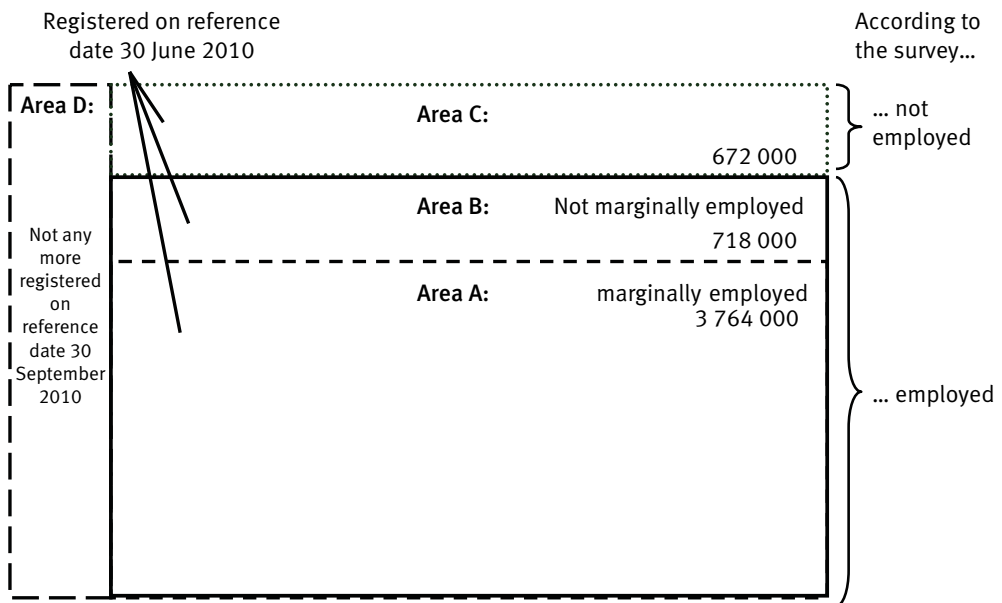 Registered on reference
date 30 June 2010
According to
the survey...
Area D:
Area C:
672 000
... not
employed
Area B: Not marginally employed
718 000
Not any
more
registered
on
reference
date 30
September
2010
Area A: marginally employed
3 764 000
... employed